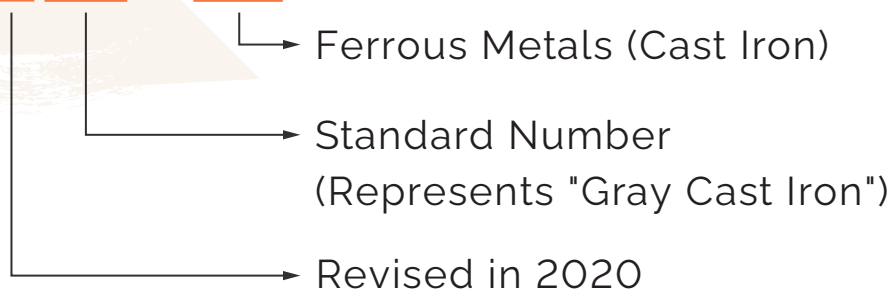 Ferrous Metals (Cast Iron)
Standard Number
(Represents "Gray Cast Iron")
Revised in 2020